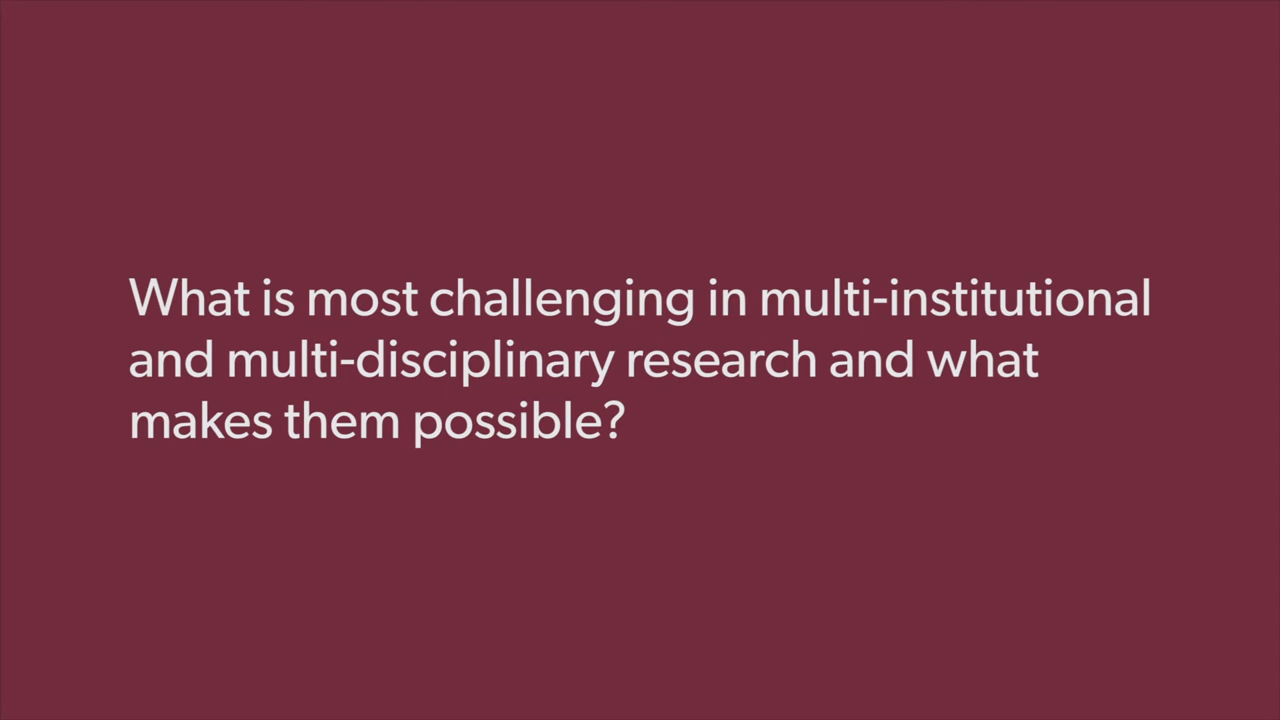 What is most challenging in multi-institutional
and multi-disciplinary research and what
makes them possible?